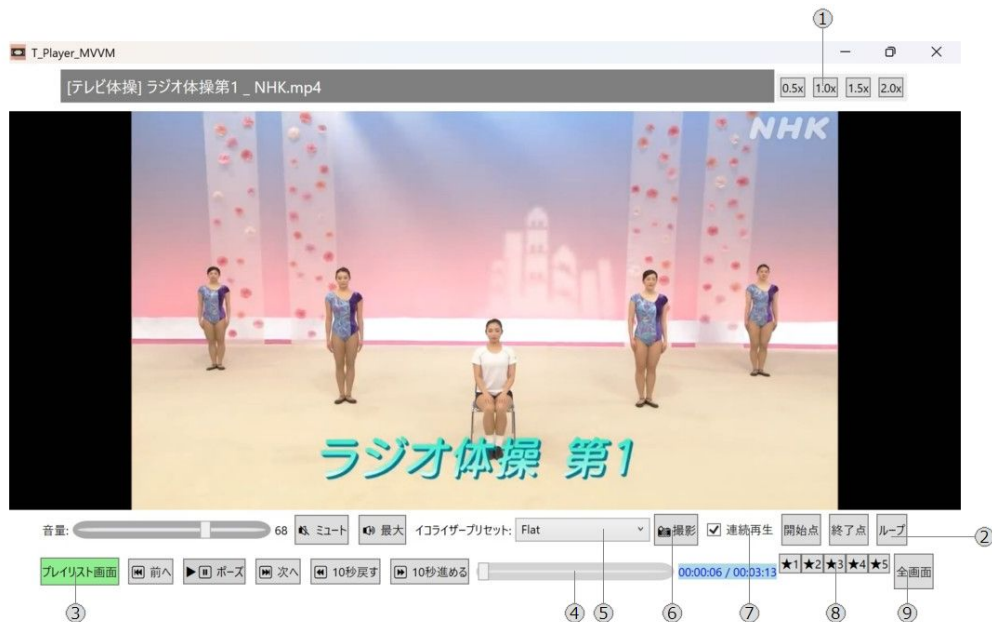 ①
T_Player_MVVM
[テレビ体操] ラジオ体操第1 _ NHK.mp4 0.5x 1.0x 1.5x 2.0x
NHK
ラジオ体操 第1
音量: 68 ミュート 最大 イコライザープリセット: Flat 撮影 連続再生 開始点 終了点 ループ
②
プレイリスト画面 前へ ポーズ 次へ 10秒戻す 10秒進める 00:00:06 / 00:03:13 ★1 ★2 ★3 ★4 ★5 全画面
③ ④ ⑤ ⑥ ⑦ ⑧ ⑨